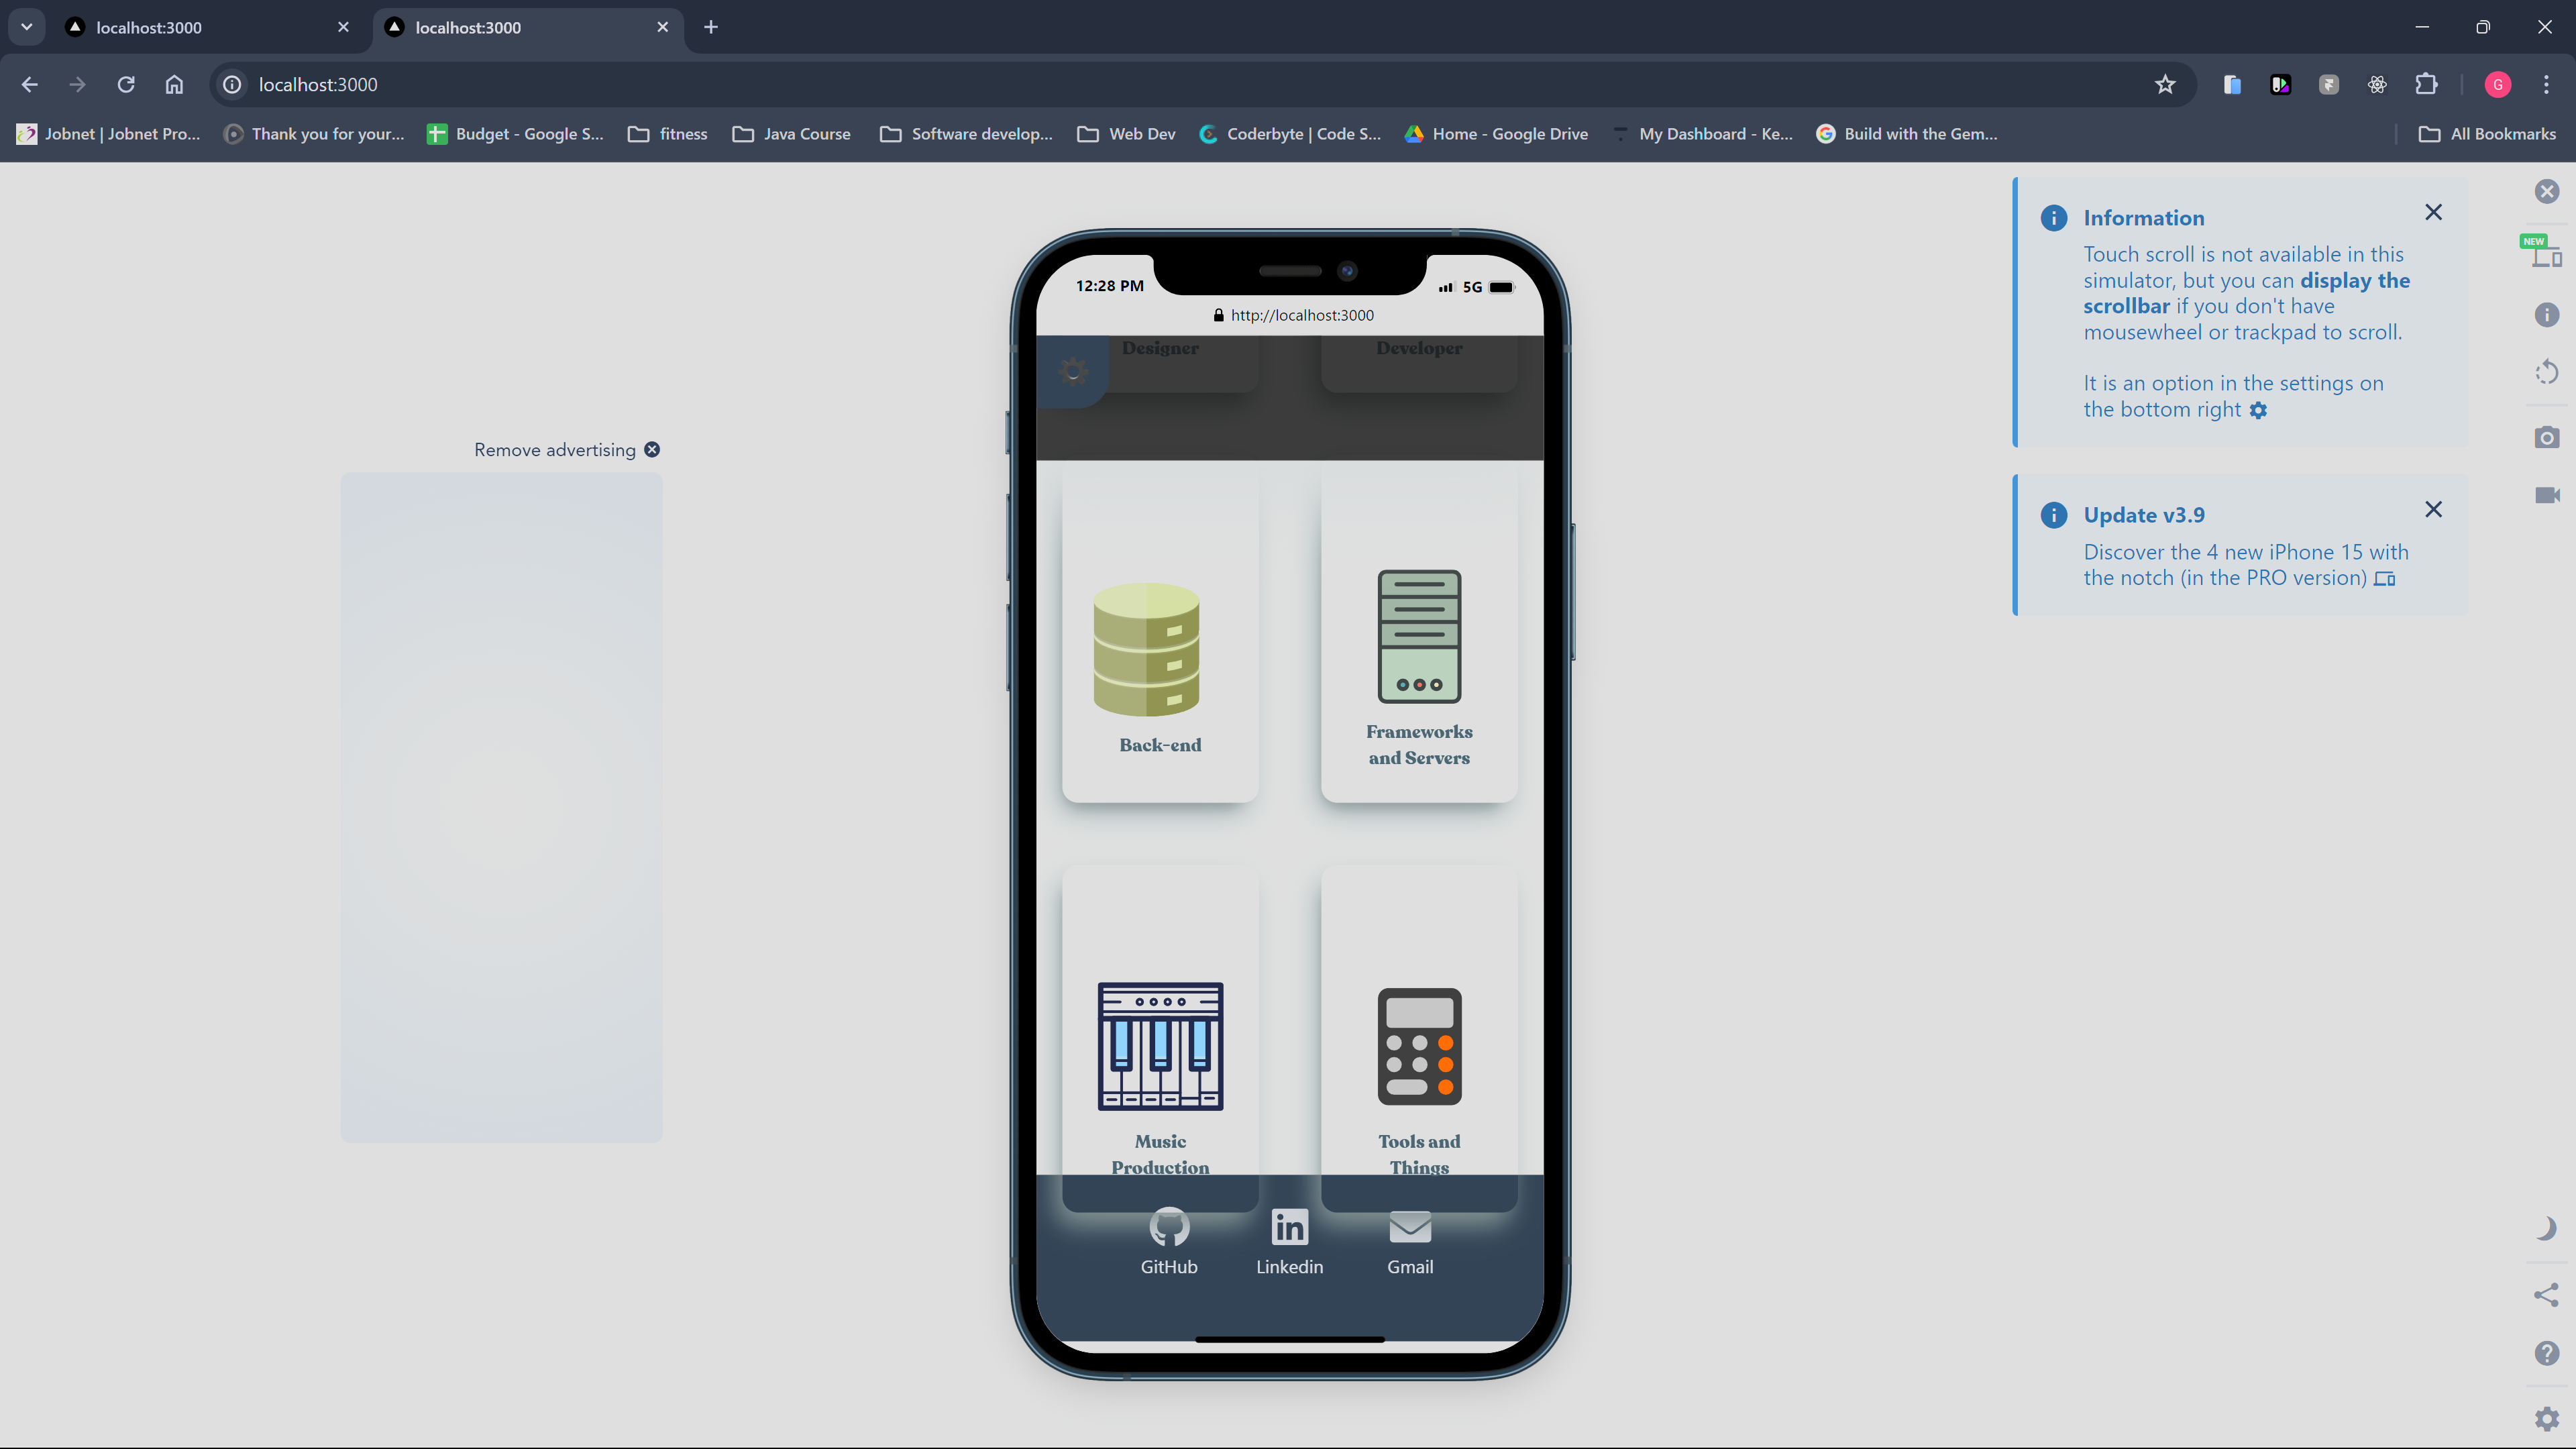 localhost:3000
localhost:3000
localhost:3000
Jobnet | Jobnet Pro...
Thank you for your...
Budget - Google S...
fitness
Java Course
Software develop...
Web Dev
Coderbyte | Code S...
Home - Google Drive
My Dashboard - Ke...
Build with the Gem...
All Bookmarks
G
Remove advertising
12:28 PM
5G
http://localhost:3000
Designer
Developer
Back-end
Frameworks
and Servers
Music
Production
Tools and
Things
GitHub
Linkedin
Gmail
Information
Touch scroll is not available in this
simulator, but you can display the
scrollbar if you don't have
mousewheel or trackpad to scroll.
It is an option in the settings on
the bottom right
Update v3.9
Discover the 4 new iPhone 15 with
the notch (in the PRO version)
NEW